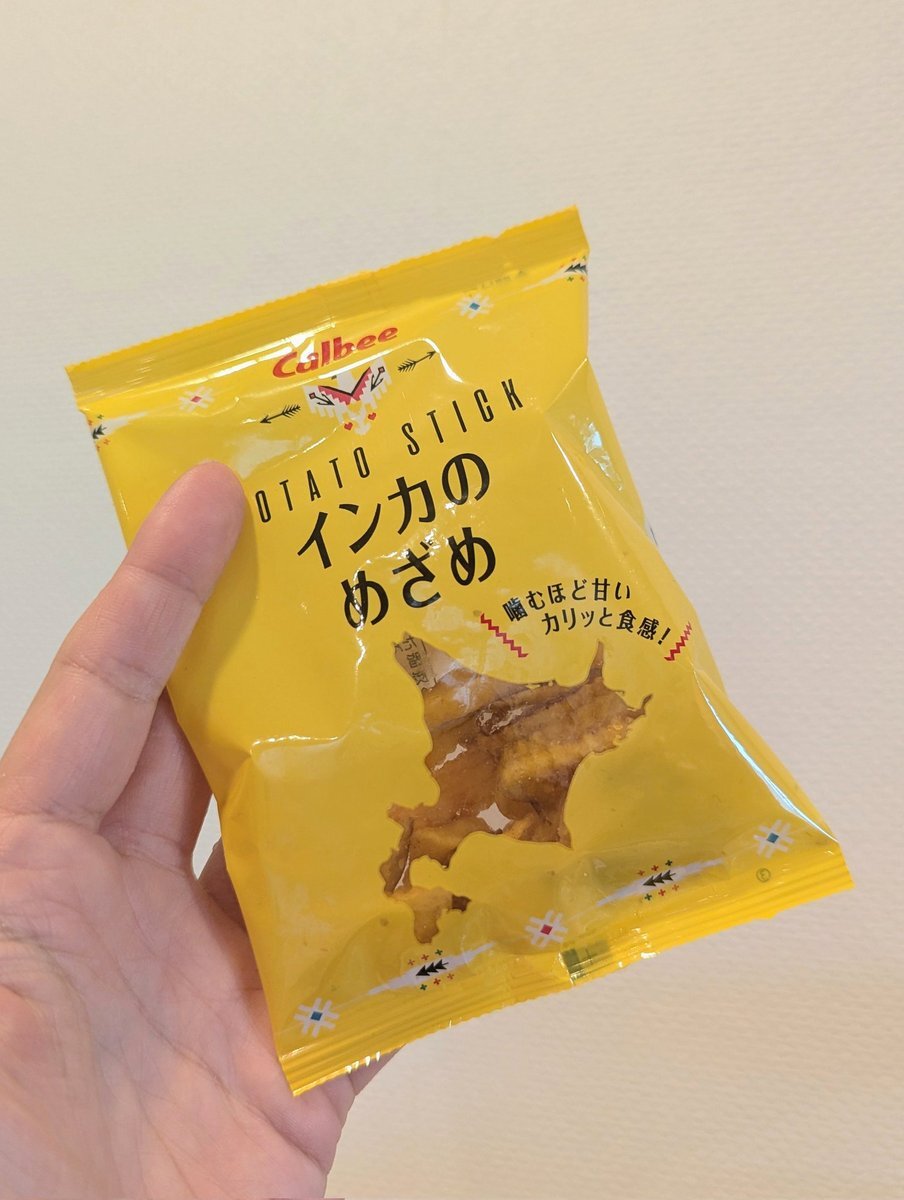 Calbee
OTATO STICK
インカの
めざめ
噛むほど甘い
カリッと食感!